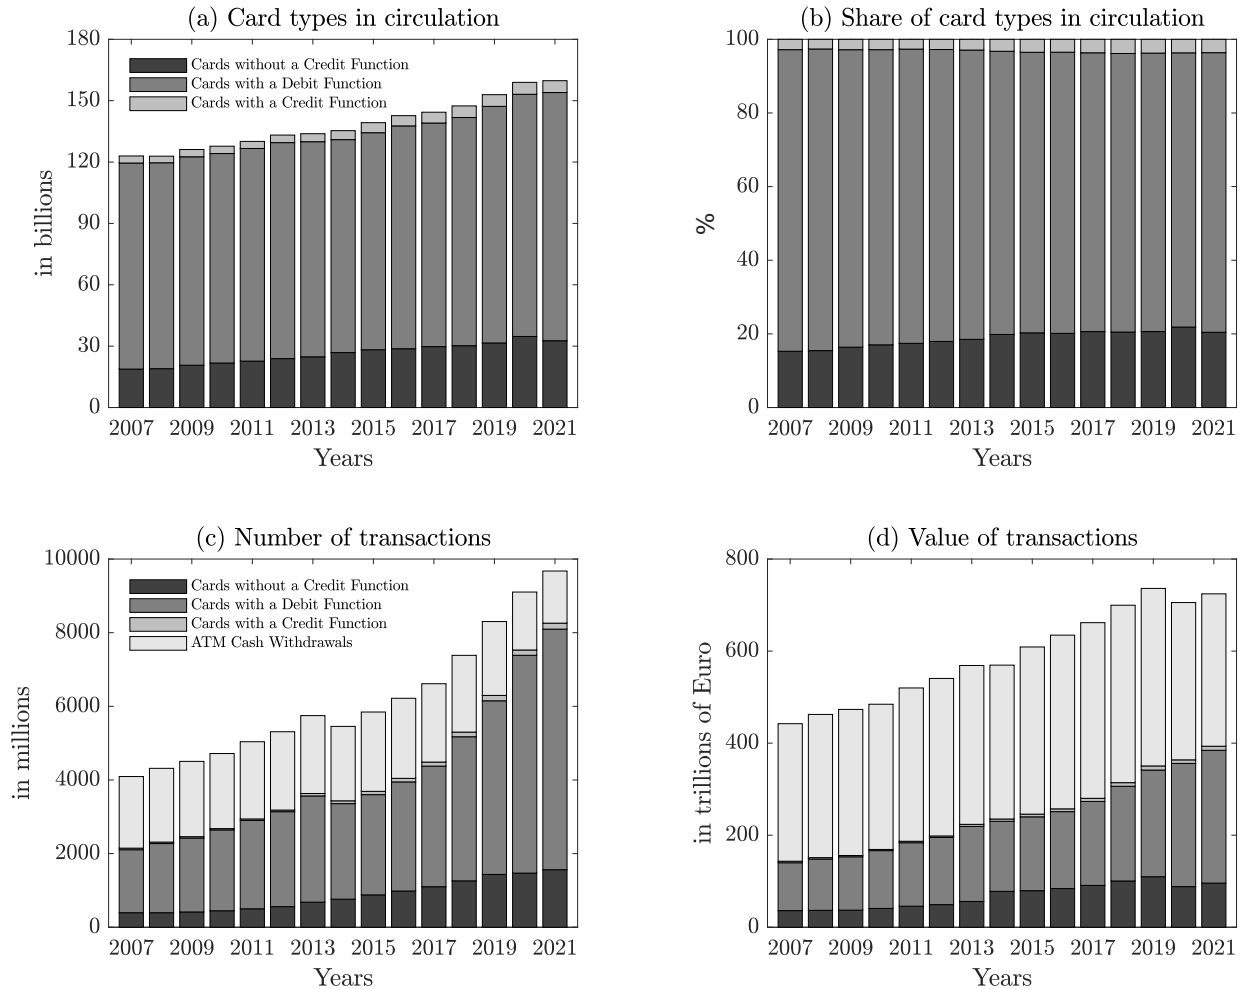 (a) Card types in circulation
180
150
120
90
60
30
0
in billions
Cards without a Credit Function
Cards with a Debit Function
Cards with a Credit Function
2007 2009 2011 2013 2015 2017 2019 2021
Years
(b) Share of card types in circulation
100
80
60
40
20
0
%
2007 2009 2011 2013 2015 2017 2019 2021
Years
(c) Number of transactions
10000
8000
6000
4000
2000
0
in millions
Cards without a Credit Function
Cards with a Debit Function
Cards with a Credit Function
ATM Cash Withdrawals
2007 2009 2011 2013 2015 2017 2019 2021
Years
(d) Value of transactions
800
600
400
200
0
in trillions of Euro
2007 2009 2011 2013 2015 2017 2019 2021
Years